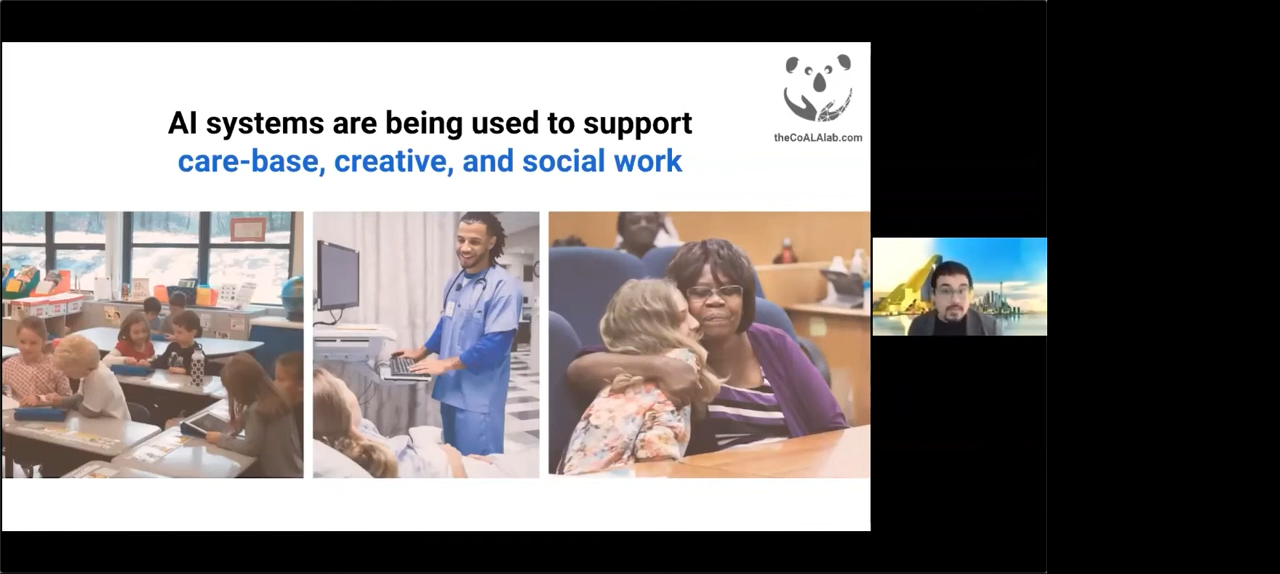 AI systems are being used to support
care-base, creative, and social work
theCoALAlab.com